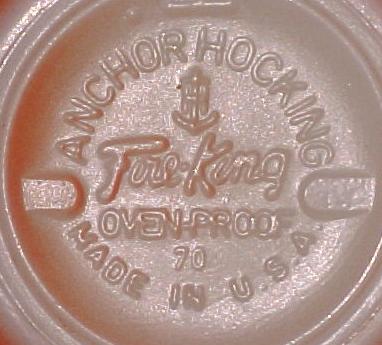 ANCHOR HOCKING
Fire-King
OVEN-PROOF
70
MADE IN U.S.A